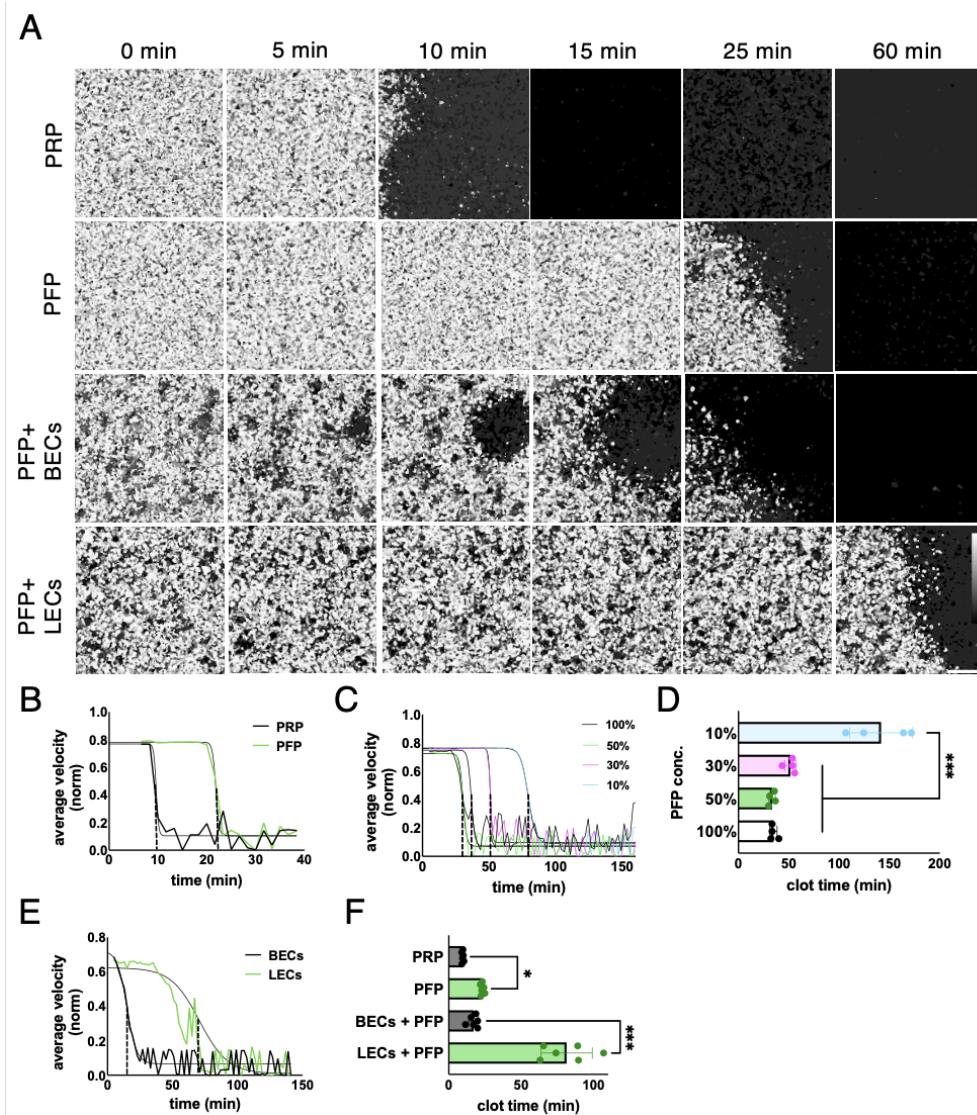 A
0 min 5 min 10 min 15 min 25 min 60 min
PRP
PFP
PFP+
BECs
PFP+
LECs
B
average velocity
(norm)
1.0
0.8
0.6
0.4
0.2
0.0
0 10 20 30 40
time (min)
PRP
PFP
C
average velocity
(norm)
1.0
0.8
0.6
0.4
0.2
0.0
0 50 100 150
time (min)
100%
50%
30%
10%
D
PFP conc.
10%
30%
50%
100%
***
0 50 100 150 200
clot time (min)
E
average velocity
(norm)
0.8
0.6
0.4
0.2
0.0
0 50 100 150
time (min)
BECs
LECs
F
PRP
PFP
BECs + PFP
LECs + PFP
*
***
0 50 100
clot time (min)